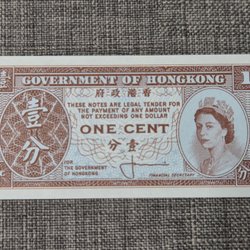 GOVERNMENT OF HONGKONG
府政港香
THESE NOTES ARE LEGAL TENDER FOR
THE PAYMENT OF ANY AMOUNT
NOT EXCEEDING ONE DOLLAR
ONE CENT
分壹
壹
分
FOR
THE GOVERNMENT
OF HONGKONG
FINANCIAL SECRETARY